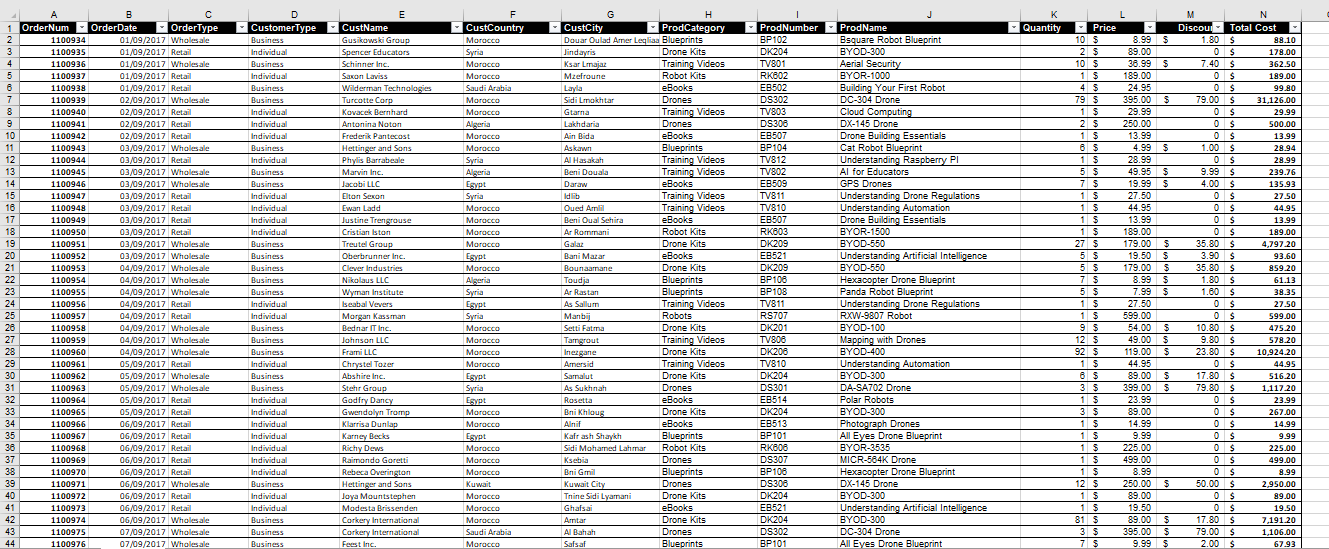 A B C D E F G H I J K L M N
1 OrderNum OrderDate OrderType CustomerType CustName CustCountry CustCity ProdCategory ProdNumber ProdName Quantity Price Discou Total Cost
2 1100934 01/09/2017 Wholesale Business Gusikowski Group Morocco Douar Oulad Amer Leqliaa Blueprints BP102 Bsquare Robot Blueprint 10 $ 8.99 $ 1.80 $ 88.10
3 1100935 01/09/2017 Retail Individual Spencer Educators Syria Jindayris Drone Kits DK204 BYOD-300 2 $ 89.00 0 $ 178.00
4 1100936 01/09/2017 Wholesale Business Schinner Inc. Morocco Ksar Lmajaz Training Videos TV801 Aerial Security 10 $ 36.99 $ 7.40 $ 362.50
5 1100937 01/09/2017 Retail Individual Saxon Laviss Morocco Mzefroune Robot Kits RK602 BYOR-1000 1 $ 189.00 0 $ 189.00
6 1100938 01/09/2017 Retail Individual Wilderman Technologies Saudi Arabia Layla eBooks EB502 Building Your First Robot 4 $ 24.95 0 $ 99.80
7 1100939 02/09/2017 Wholesale Business Turcotte Corp Morocco Sidi Lmokhtar Drones DS302 DC-304 Drone 79 $ 395.00 $ 79.00 $ 31,126.00
8 1100940 02/09/2017 Retail Individual Kovacek Bernhard Morocco Gtarna Training Videos TV803 Cloud Computing 1 $ 29.99 0 $ 29.99
9 1100941 02/09/2017 Retail Individual Antonina Noton Algeria Lakhdaria Drones DS306 DX-145 Drone 2 $ 250.00 0 $ 500.00
10 1100942 02/09/2017 Retail Individual Frederik Pantecost Morocco Ain Bida eBooks EB507 Drone Building Essentials 1 $ 13.99 0 $ 13.99
11 1100943 03/09/2017 Wholesale Business Hettinger and Sons Morocco Askawn Blueprints BP104 Cat Robot Blueprint 6 $ 4.99 $ 1.00 $ 28.94
12 1100944 03/09/2017 Retail Individual Phylis Barrabeale Syria Al Hasakah Training Videos TV812 Understanding Raspberry PI 1 $ 28.99 0 $ 28.99
13 1100945 03/09/2017 Wholesale Business Marvin Inc. Algeria Beni Douala Training Videos TV802 AI for Educators 5 $ 49.95 $ 9.99 $ 239.76
14 1100946 03/09/2017 Wholesale Business Jacobi LLC Egypt Daraw eBooks EB509 GPS Drones 7 $ 19.99 $ 4.00 $ 135.93
15 1100947 03/09/2017 Retail Individual Elton Sexon Syria Idlib Training Videos TV811 Understanding Drone Regulations 1 $ 27.50 0 $ 27.50
16 1100948 03/09/2017 Retail Individual Ewan Ladd Morocco Oued Amlil Training Videos TV810 Understanding Automation 1 $ 44.95 0 $ 44.95
17 1100949 03/09/2017 Retail Individual Justine Trengrouse Morocco Beni Oual Sehira eBooks EB507 Drone Building Essentials 1 $ 13.99 0 $ 13.99
18 1100950 03/09/2017 Retail Individual Cristian Iston Morocco Ar Rommani Robot Kits RK603 BYOR-1500 1 $ 189.00 0 $ 189.00
19 1100951 03/09/2017 Wholesale Business Treutel Group Morocco Galaz Drone Kits DK209 BYOD-550 27 $ 179.00 $ 35.80 $ 4,797.20
20 1100952 03/09/2017 Wholesale Business Oberbrunner Inc. Egypt Bani Mazar eBooks EB521 Understanding Artificial Intelligence 5 $ 19.50 $ 3.90 $ 93.60
21 1100953 04/09/2017 Wholesale Business Clever Industries Morocco Bounaamane Drone Kits DK209 BYOD-550 5 $ 179.00 $ 35.80 $ 859.20
22 1100954 04/09/2017 Wholesale Business Nikolaus LLC Algeria Toudja Blueprints BP106 Hexacopter Drone Blueprint 7 $ 8.99 $ 1.80 $ 61.13
23 1100955 04/09/2017 Wholesale Business Wyman Institute Syria Ar Rastan Blueprints BP108 Panda Robot Blueprint 5 $ 7.99 $ 1.60 $ 38.35
24 1100956 04/09/2017 Retail Individual Iseabal Vevers Egypt As Sallum Training Videos TV811 Understanding Drone Regulations 1 $ 27.50 0 $ 27.50
25 1100957 04/09/2017 Retail Individual Morgan Kassman Syria Manbij Robots RS707 RXW-9807 Robot 1 $ 599.00 0 $ 599.00
26 1100958 04/09/2017 Wholesale Business Bednar IT Inc. Morocco Setti Fatma Drone Kits DK201 BYOD-100 9 $ 54.00 $ 10.80 $ 475.20
27 1100959 04/09/2017 Wholesale Business Johnson LLC Morocco Tamgrout Training Videos TV806 Mapping with Drones 12 $ 49.00 $ 9.80 $ 578.20
28 1100960 04/09/2017 Wholesale Business Frami LLC Morocco Inezgane Drone Kits DK206 BYOD-400 92 $ 119.00 $ 23.80 $ 10,924.20
29 1100961 05/09/2017 Retail Individual Chrystel Tozer Morocco Amersid Training Videos TV810 Understanding Automation 1 $ 44.95 0 $ 44.95
30 1100962 05/09/2017 Wholesale Business Abshire Inc. Egypt Samalut Drone Kits DK204 BYOD-300 6 $ 89.00 $ 17.80 $ 516.20
31 1100963 05/09/2017 Wholesale Business Stehr Group Syria As Sukhnah Drones DS301 DA-SA702 Drone 3 $ 399.00 $ 79.80 $ 1,117.20
32 1100964 05/09/2017 Retail Individual Godfry Dancy Egypt Rosetta eBooks EB514 Polar Robots 1 $ 23.99 0 $ 23.99
33 1100965 05/09/2017 Retail Individual Gwendolyn Tromp Morocco Bni Khloug Drone Kits DK204 BYOD-300 3 $ 89.00 0 $ 267.00
34 1100966 06/09/2017 Retail Individual Klarrisa Dunlap Morocco Alnif eBooks EB513 Photograph Drones 1 $ 14.99 0 $ 14.99
35 1100967 06/09/2017 Retail Individual Karney Becks Egypt Kafr ash Shaykh Blueprints BP101 All Eyes Drone Blueprint 1 $ 9.99 0 $ 9.99
36 1100968 06/09/2017 Retail Individual Richy Dews Morocco Sidi Mohamed Lahmar Robot Kits RK606 BYOR-3535 1 $ 225.00 0 $ 225.00
37 1100969 06/09/2017 Retail Individual Raimondo Goretti Morocco Ksebia Drones DS307 MICR-564K Drone 1 $ 499.00 0 $ 499.00
38 1100970 06/09/2017 Retail Individual Rebeca Overington Morocco Bni Gmil Blueprints BP106 Hexacopter Drone Blueprint 1 $ 8.99 0 $ 8.99
39 1100971 06/09/2017 Wholesale Business Hettinger and Sons Kuwait Kuwait City Drones DS306 DX-145 Drone 12 $ 250.00 $ 50.00 $ 2,950.00
40 1100972 06/09/2017 Retail Individual Joya Mountstephen Morocco Tnine Sidi Lyamani Drone Kits DK204 BYOD-300 1 $ 89.00 0 $ 89.00
41 1100973 06/09/2017 Retail Individual Modesta Brissenden Morocco Ghafsai eBooks EB521 Understanding Artificial Intelligence 1 $ 19.50 0 $ 19.50
42 1100974 06/09/2017 Wholesale Business Corkery International Morocco Amtar Drone Kits DK204 BYOD-300 81 $ 89.00 $ 17.80 $ 7,191.20
43 1100975 07/09/2017 Wholesale Business Corkery International Saudi Arabia Al Bahah Drones DS302 DC-304 Drone 3 $ 395.00 $ 79.00 $ 1,106.00
44 1100976 07/09/2017 Wholesale Business Feest Inc. Morocco Safsaf Blueprints BP101 All Eyes Drone Blueprint 7 $ 9.99 $ 2.00 $ 67.93